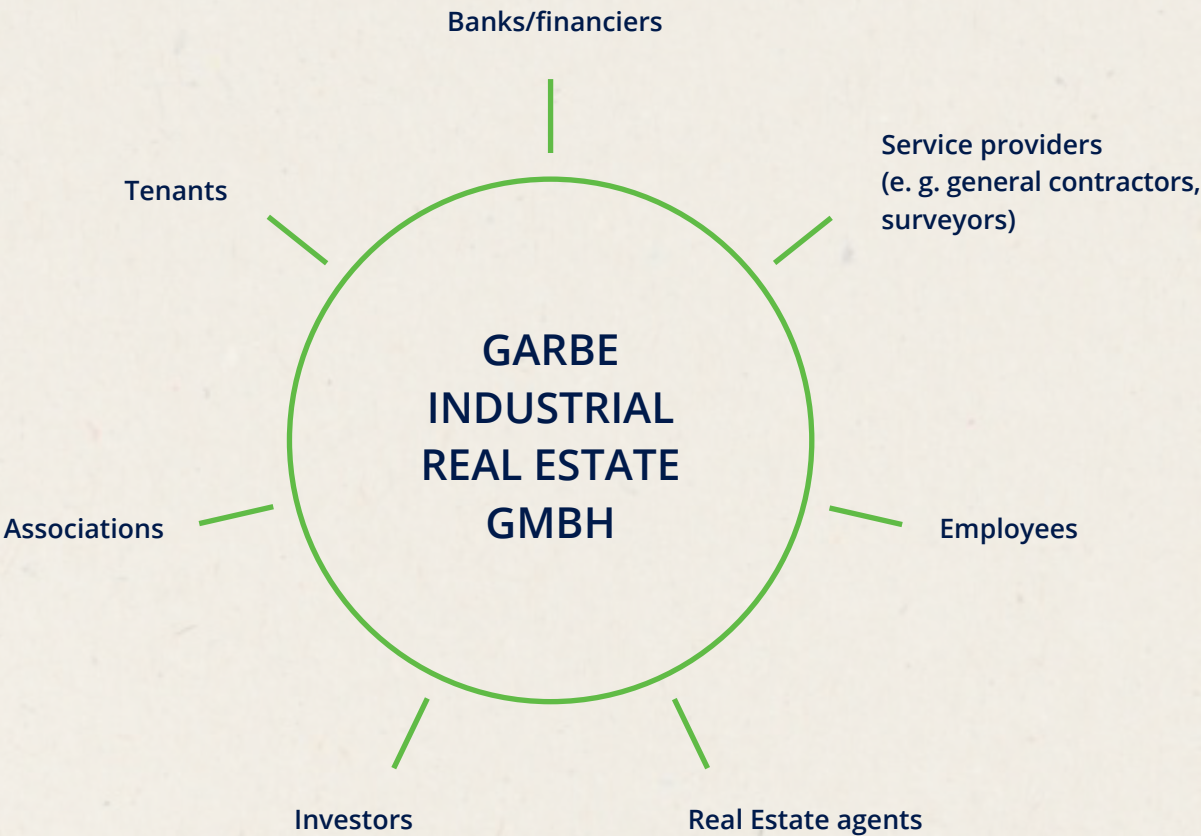 Banks/financiers
Service providers
(e. g. general contractors,
surveyors)
Tenants
GARBE
INDUSTRIAL
REAL ESTATE
GMBH
Associations
Employees
Investors
Real Estate agents